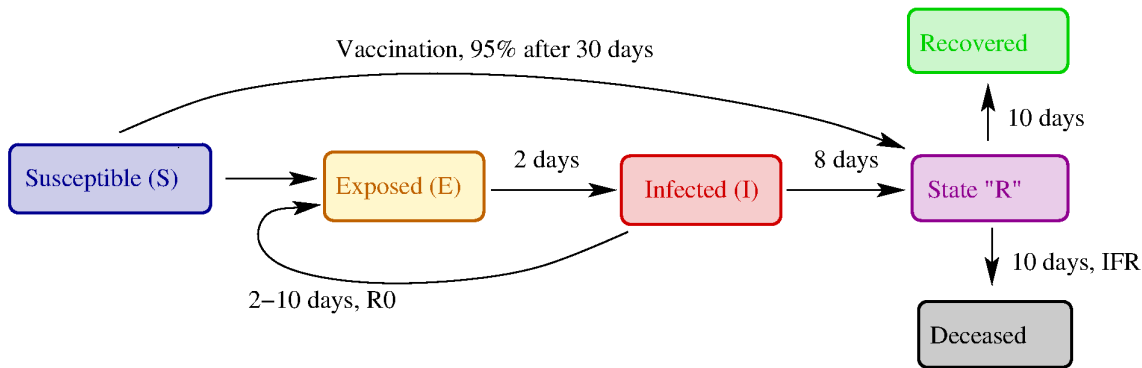 Recovered
Vaccination, 95% after 30 days
10 days
Susceptible (S)
Exposed (E)
2 days
Infected (I)
8 days
State "R"
2−10 days, R0
10 days, IFR
Deceased